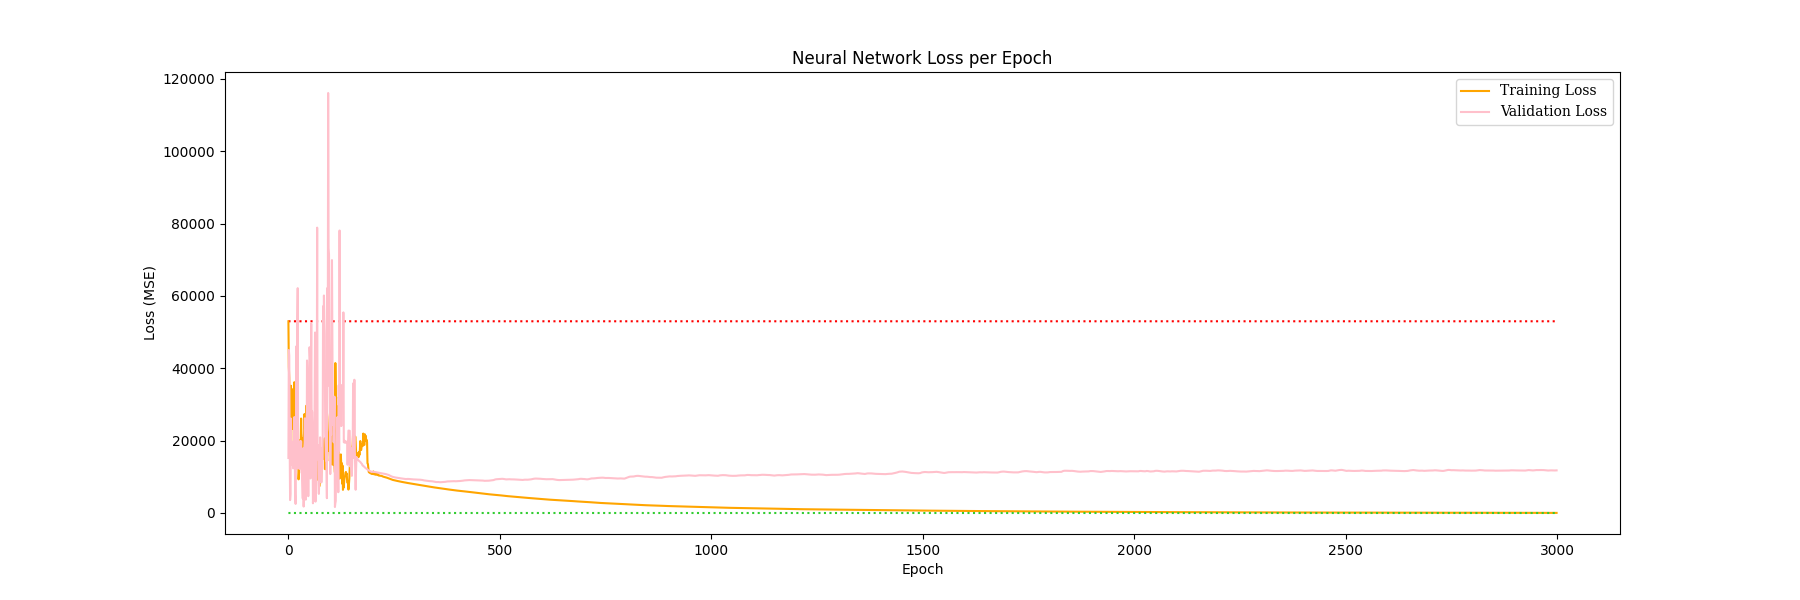 Neural Network Loss per Epoch
120000
100000
80000
60000
40000
20000
0
Loss (MSE)
Training Loss
Validation Loss
0
500
1000
1500
2000
2500
3000
Epoch